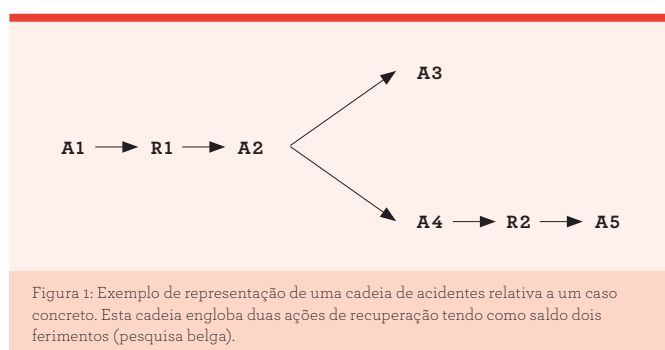 A3
A1 R1 A2
A4 R2 A5
Figura 1: Exemplo de representação de uma cadeia de acidentes relativa a um caso
concreto. Esta cadeia engloba duas ações de recuperação tendo como saldo dois
ferimentos (pesquisa belga).